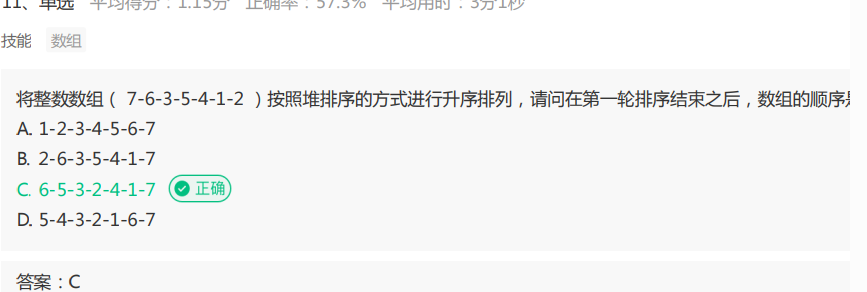 11、单选 平均得分：1.15分 正确率：57.3% 平均用时：3分1秒
技能 数组
将整数数组（ 7-6-3-5-4-1-2 ）按照堆排序的方式进行升序排列，请问在第一轮排序结束之后，数组的顺序是
A. 1-2-3-4-5-6-7
B. 2-6-3-5-4-1-7
C. 6-5-3-2-4-1-7 正确
D. 5-4-3-2-1-6-7
答案：C